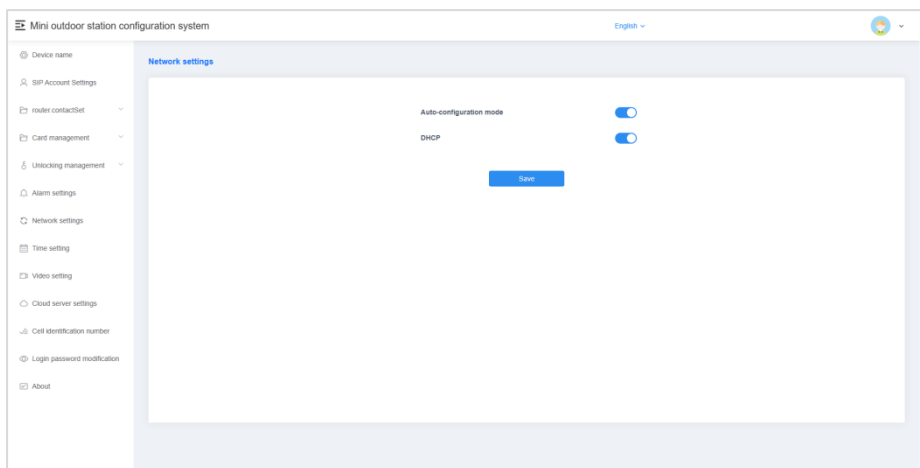 Mini outdoor station configuration system
English
Device name
SIP Account Settings
router.contactSet
Card management
Unlocking management
Alarm settings
Network settings
Time setting
Video setting
Cloud server settings
Cell identification number
Login password modification
About
Network settings
Auto-configuration mode
DHCP
Save